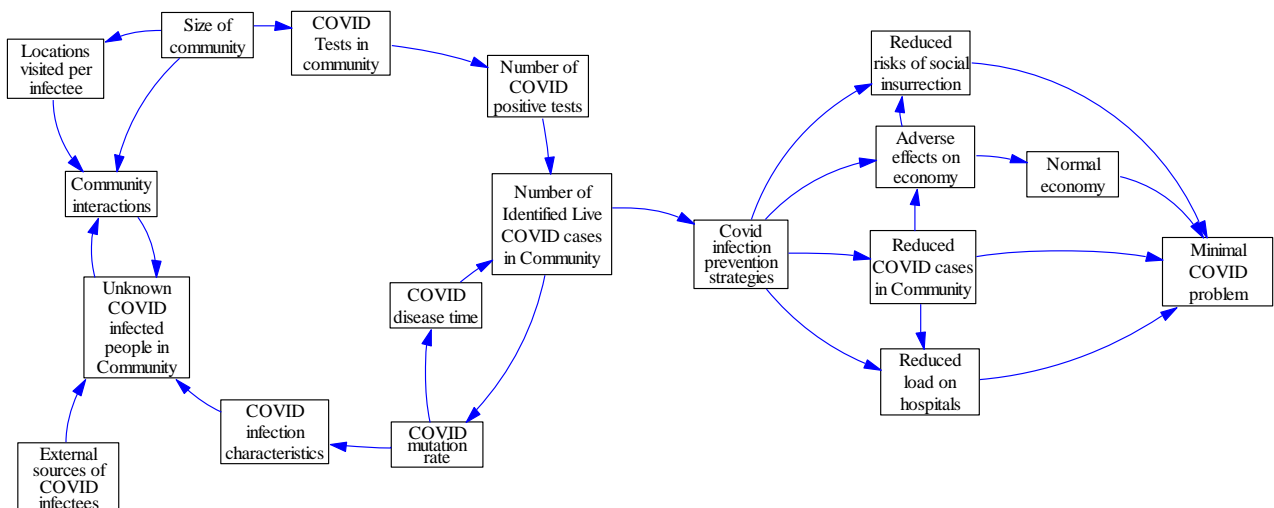 Size of
community
COVID
Tests in
community
Locations
visited per
infectee
Number of
COVID
positive tests
Reduced
risks of social
insurrection
Adverse
effects on
economy
Normal
economy
Community
interactions
Number of
Identified Live
COVID cases
in Community
Covid
infection
prevention
strategies
Reduced
COVID cases
in Community
Minimal
COVID
problem
Unknown
COVID
infected
people in
Community
COVID
disease time
Reduced
load on
hospitals
COVID
infection
characteristics
COVID
mutation
rate
External
sources of
COVID
infectees